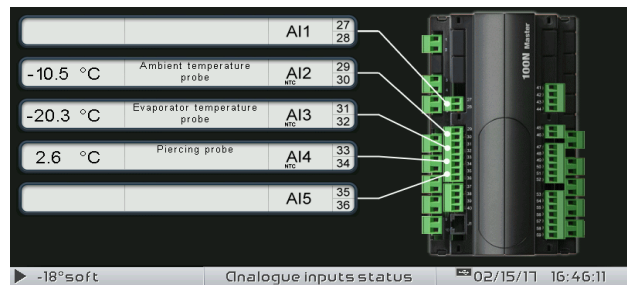 AI1 27
28
-10.5 °C Ambient temperature
probe AI2 NTC 29
30
-20.3 °C Evaporator temperature
probe AI3 NTC 31
32
2.6 °C Piercing probe AI4 NTC 33
34
AI5 35
36
100N Master
-18°soft Analogue inputs status 02/15/17 16:46:11